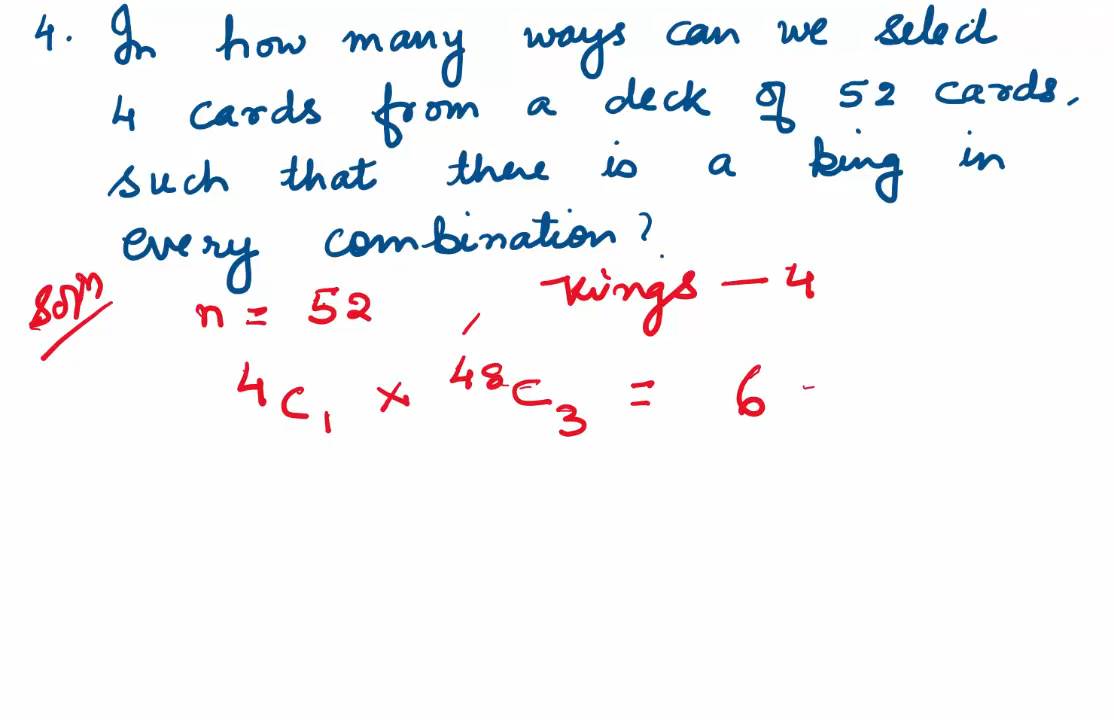 4. In how many ways can we select
4 cards from a deck of 52 cards.
such that there is a king in
every combination?
Solⁿ n = 52 , Kings - 4
⁴C₁ × ⁴⁸C₃ = 6